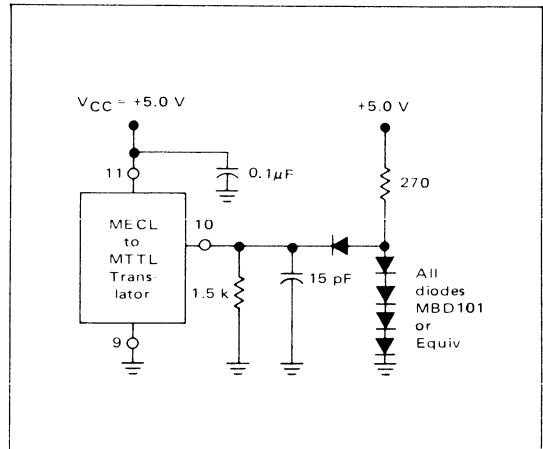 VCC = +5.0 V
+5.0 V
11
0.1μF
270
10
MECL
to
MTTL
Trans-
lator
1.5 k
15 pF
All
diodes
MBD101
or
Equiv
9